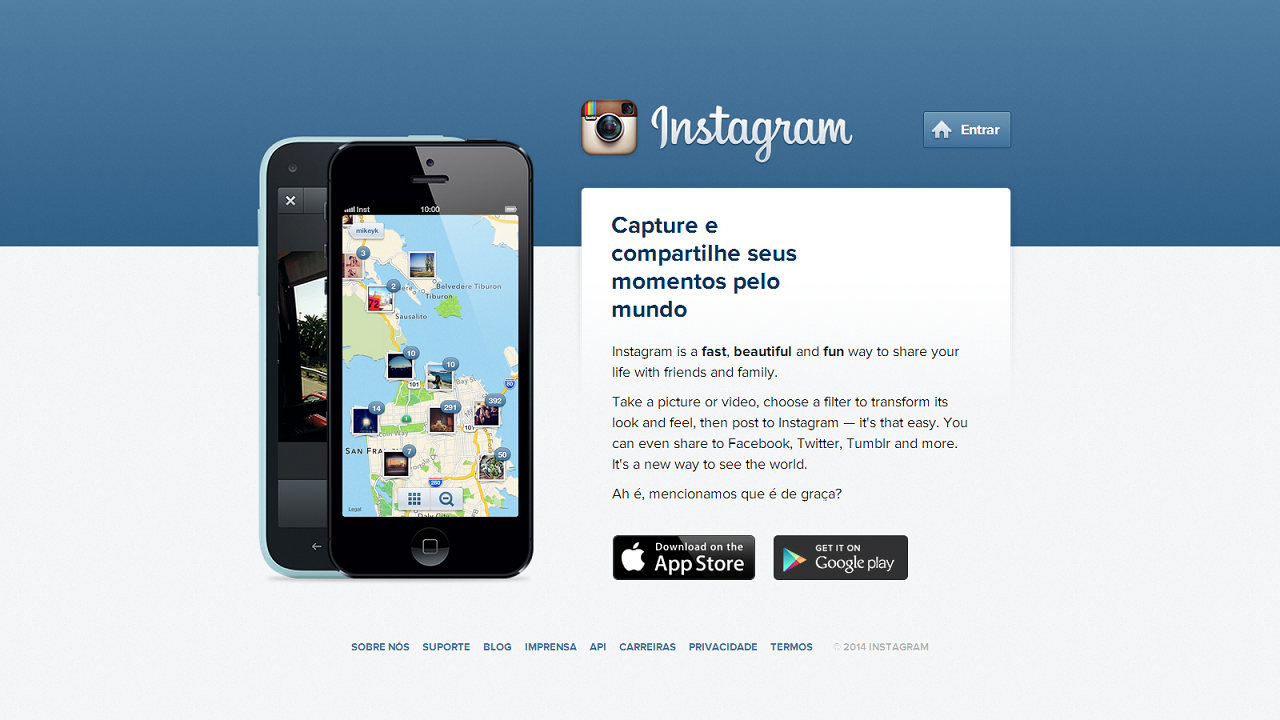 Instagram
Entrar
Inst
10:00
mikeyk
3
Belvedere Tiburon
2
Tiburon
Sausalito
10
10
101
80
14
291
392
7
50
280
Daly City
Legal
Capture e
compartilhe seus
momentos pelo
mundo
Instagram is a fast, beautiful and fun way to share your
life with friends and family.
Take a picture or video, choose a filter to transform its
look and feel, then post to Instagram — it's that easy. You
can even share to Facebook, Twitter, Tumblr and more.
It's a new way to see the world.
Ah é, mencionamos que é de graça?
Download on the
App Store
GET IT ON
Google play
SOBRE NÓS SUPORTE BLOG IMPRENSA API CARREIRAS PRIVACIDADE TERMOS © 2014 INSTAGRAM